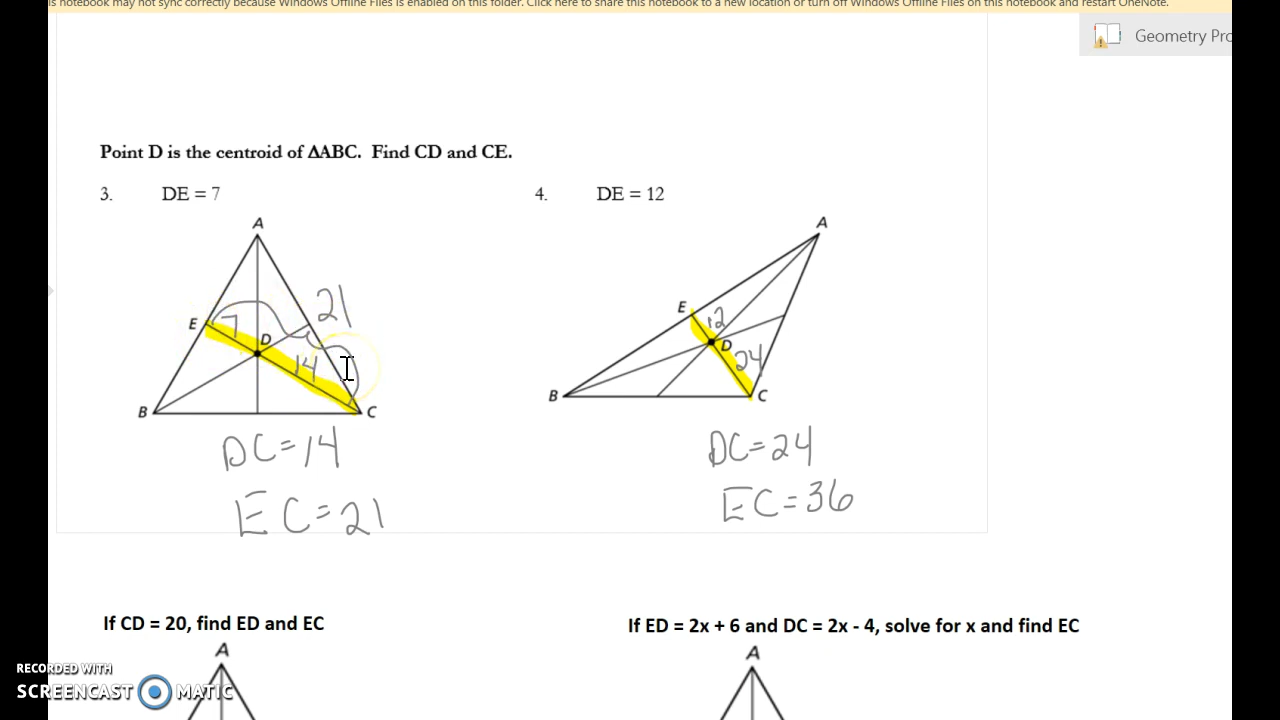 is notebook may not sync correctly because Windows Offline Files is enabled on this folder. Click here to share this notebook to a new location or turn off Windows Offline Files on this notebook and restart OneNote.
Geometry Pro
Point D is the centroid of ΔABC. Find CD and CE.
3. DE = 7
4. DE = 12
A
A
21
E
7
D
14
B
C
E
12
D
24
B
C
DC=14
EC=21
DC=24
EC=36
If CD = 20, find ED and EC
If ED = 2x + 6 and DC = 2x - 4, solve for x and find EC
A
A
RECORDED WITH
SCREENCAST MATIC